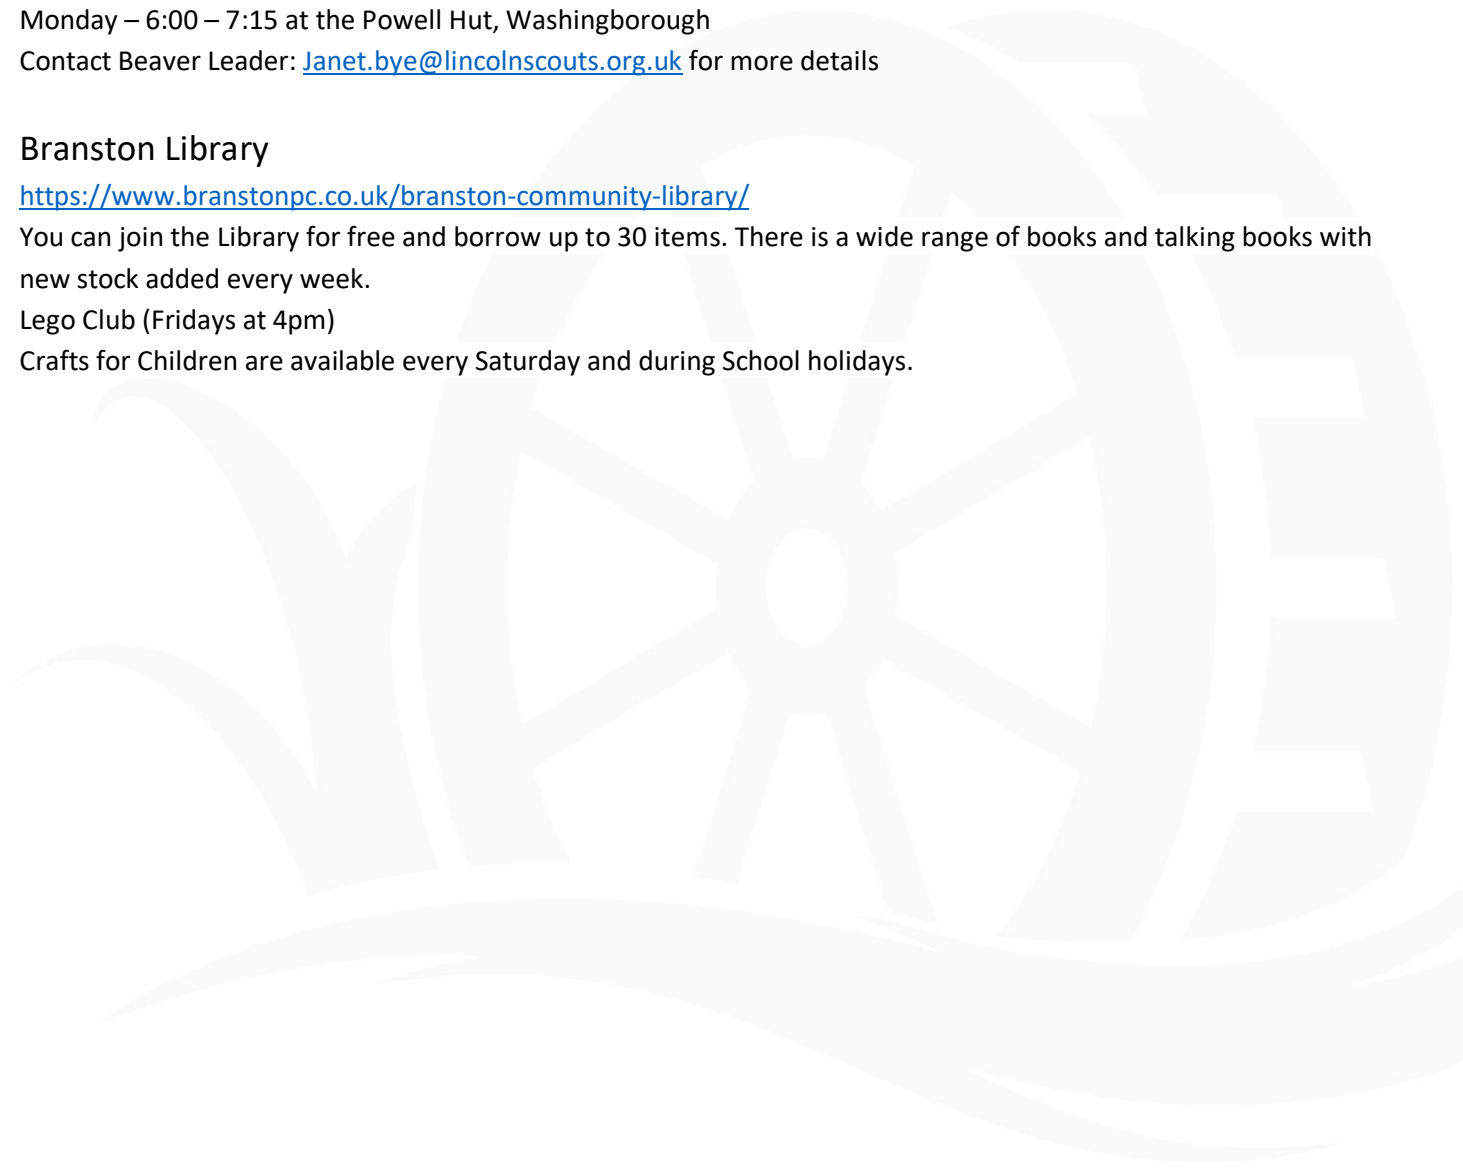 Monday – 6:00 – 7:15 at the Powell Hut, Washingborough
Contact Beaver Leader: Janet.bye@lincolnscouts.org.uk for more details
Branston Library
https://www.branstonpc.co.uk/branston-community-library/
You can join the Library for free and borrow up to 30 items. There is a wide range of books and talking books with
new stock added every week.
Lego Club (Fridays at 4pm)
Crafts for Children are available every Saturday and during School holidays.